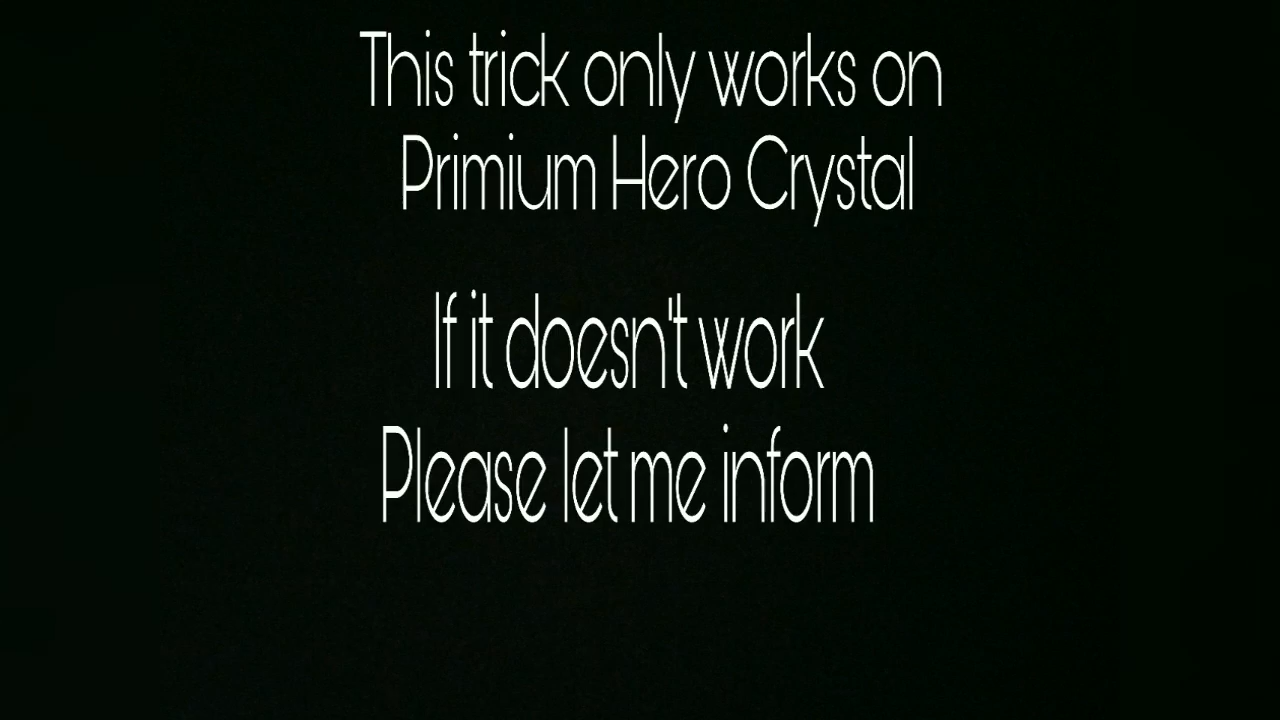 This trick only works on
Primium Hero Crystal
If it doesn't work
Please let me inform